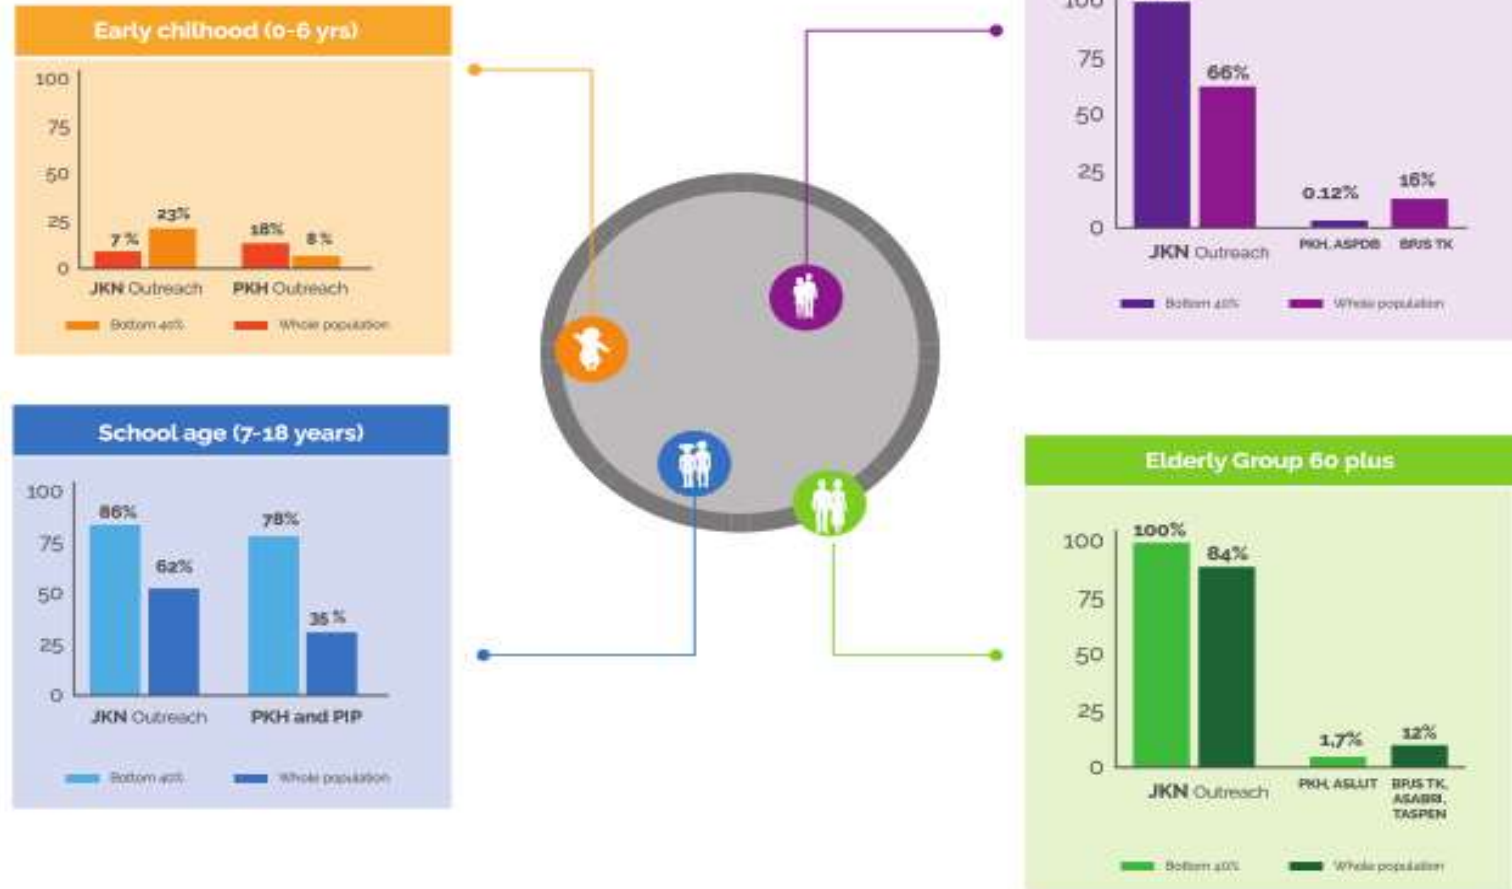 Early chilhood (0-6 yrs)
100
75
50
25
0
7 %
23%
18%
8 %
JKN Outreach
PKH Outreach
Bottom 40%
Whole population
100
75
50
25
0
66%
0.12%
16%
JKN Outreach
PKH, ASPDB
BPJS TK
Bottom 40%
Whole population
School age (7-18 years)
100
75
50
25
0
86%
62%
78%
35 %
JKN Outreach
PKH and PIP
Bottom 40%
Whole population
Elderly Group 60 plus
100
75
50
25
0
100%
84%
1,7%
12%
JKN Outreach
PKH, ASLUT
BPJS TK,
ASABRI,
TASPEN
Bottom 40%
Whole population